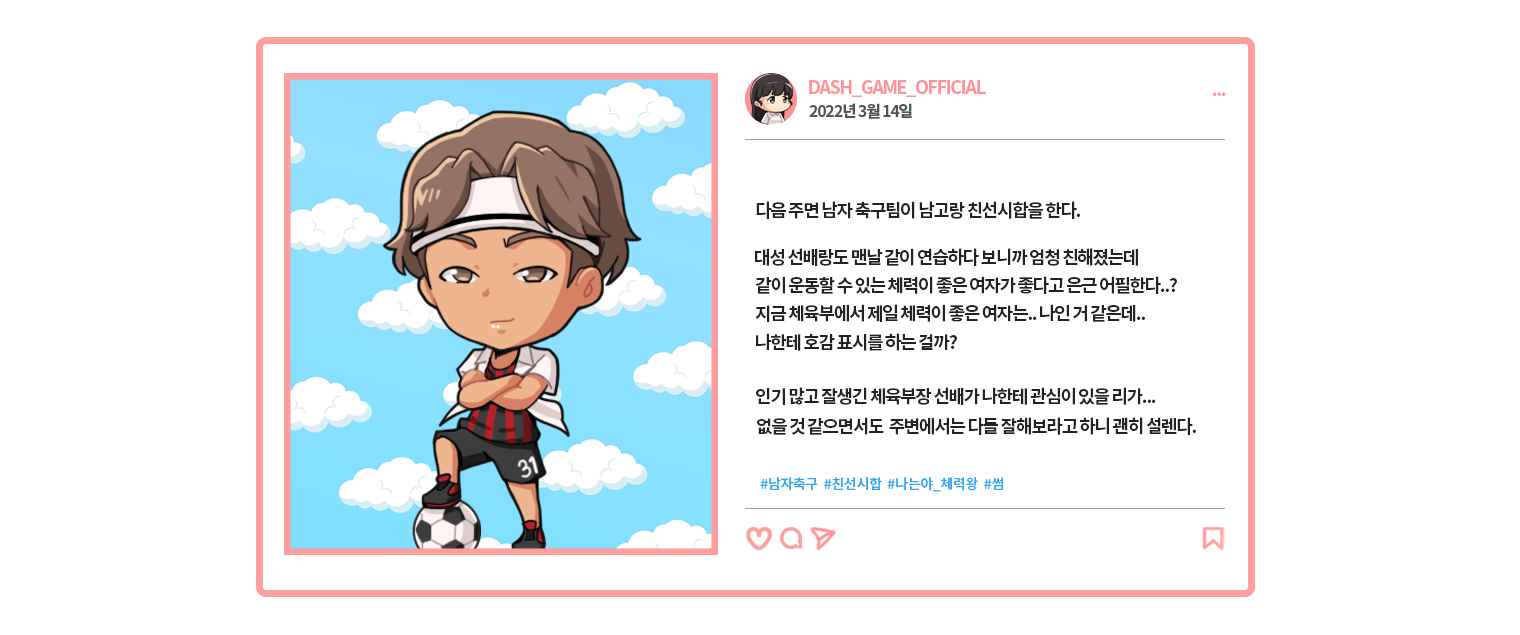 DASH_GAME_OFFICIAL
2022년 3월 14일
다음 주면 남자 축구팀이 남고랑 친선시합을 한다.
대성 선배랑도 맨날 같이 연습하다 보니까 엄청 친해졌는데
같이 운동할 수 있는 체력이 좋은 여자가 좋다고 은근 어필한다..?
지금 체육부에서 제일 체력이 좋은 여자는.. 나인 거 같은데..
나한테 호감 표시를 하는 걸까?
인기 많고 잘생긴 체육부장 선배가 나한테 관심이 있을 리가...
없을 것 같으면서도 주변에서는 다들 잘해보라고 하니 괜히 설렌다.
#남자축구 #친선시합 #나는야_체력왕 #썸
31